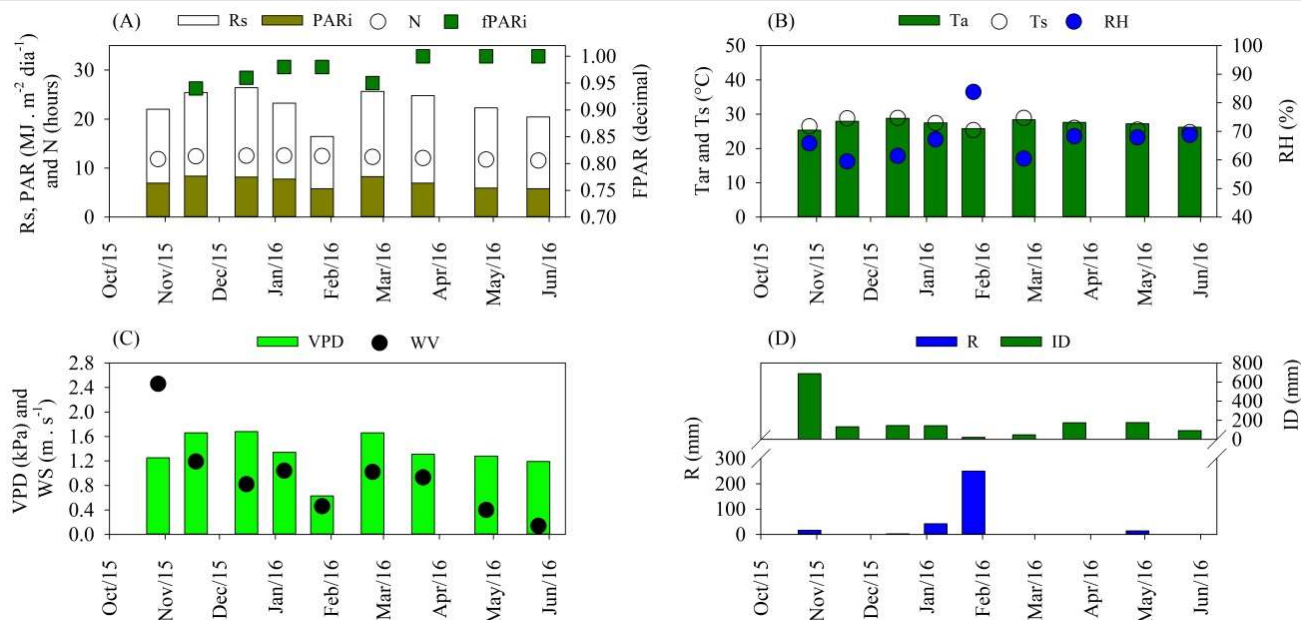 (A) Rs PARi N fPARi
Rs, PAR (MJ . m⁻² dia⁻¹
and N (hours)
30
20
10
0
1.00
0.95
0.90
0.85
0.80
0.75
0.70
FPAR (decimal)
Oct/15 Nov/15 Dec/15 Jan/16 Feb/16 Mar/16 Apr/16 May/16 Jun/16
(B) Ta Ts RH
Tar and Ts (°C)
50
40
30
20
10
0
100
90
80
70
60
50
40
RH (%)
Oct/15 Nov/15 Dec/15 Jan/16 Feb/16 Mar/16 Apr/16 May/16 Jun/16
(C) VPD WV
VPD (kPa) and
WS (m . s⁻¹)
2.8
2.4
2.0
1.6
1.2
0.8
0.4
0.0
Oct/15 Nov/15 Dec/15 Jan/16 Feb/16 Mar/16 Apr/16 May/16 Jun/16
(D) R ID
R (mm)
300
200
100
0
800
600
400
200
0
ID (mm)
Oct/15 Nov/15 Dec/15 Jan/16 Feb/16 Mar/16 Apr/16 May/16 Jun/16